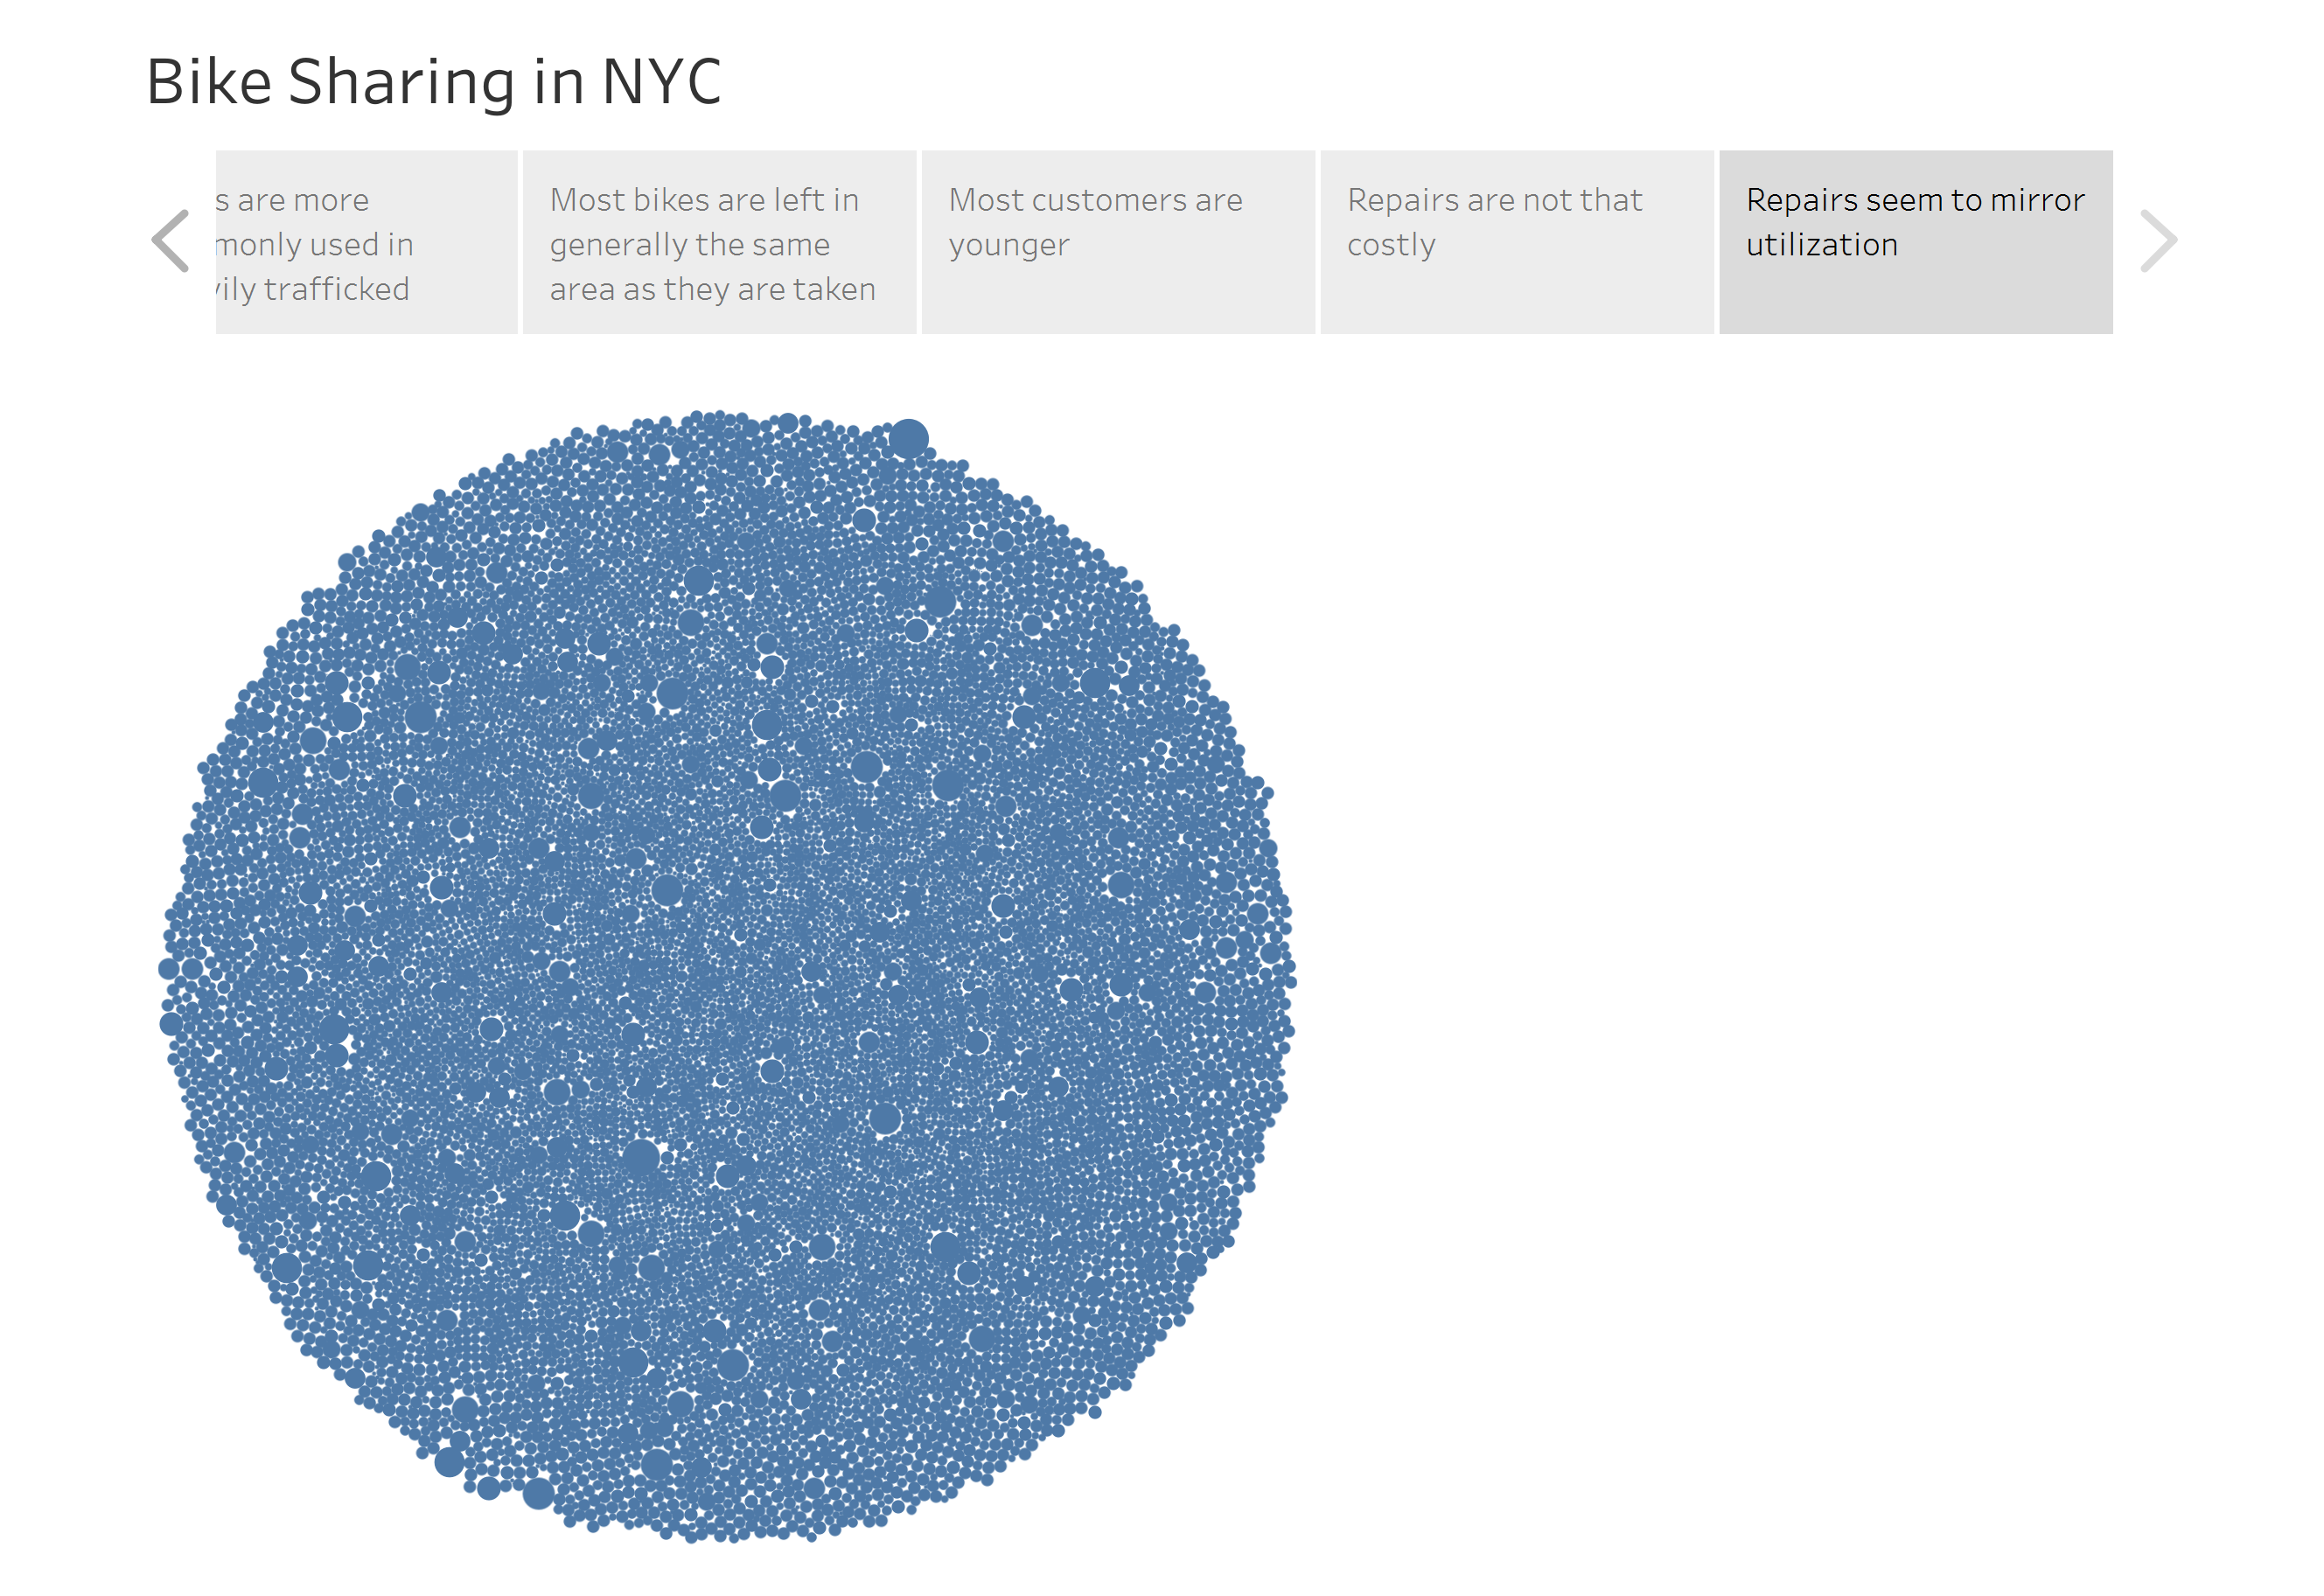 Bike Sharing in NYC
s are more
monly used in
ily trafficked
Most bikes are left in
generally the same
area as they are taken
Most customers are
younger
Repairs are not that
costly
Repairs seem to mirror
utilization